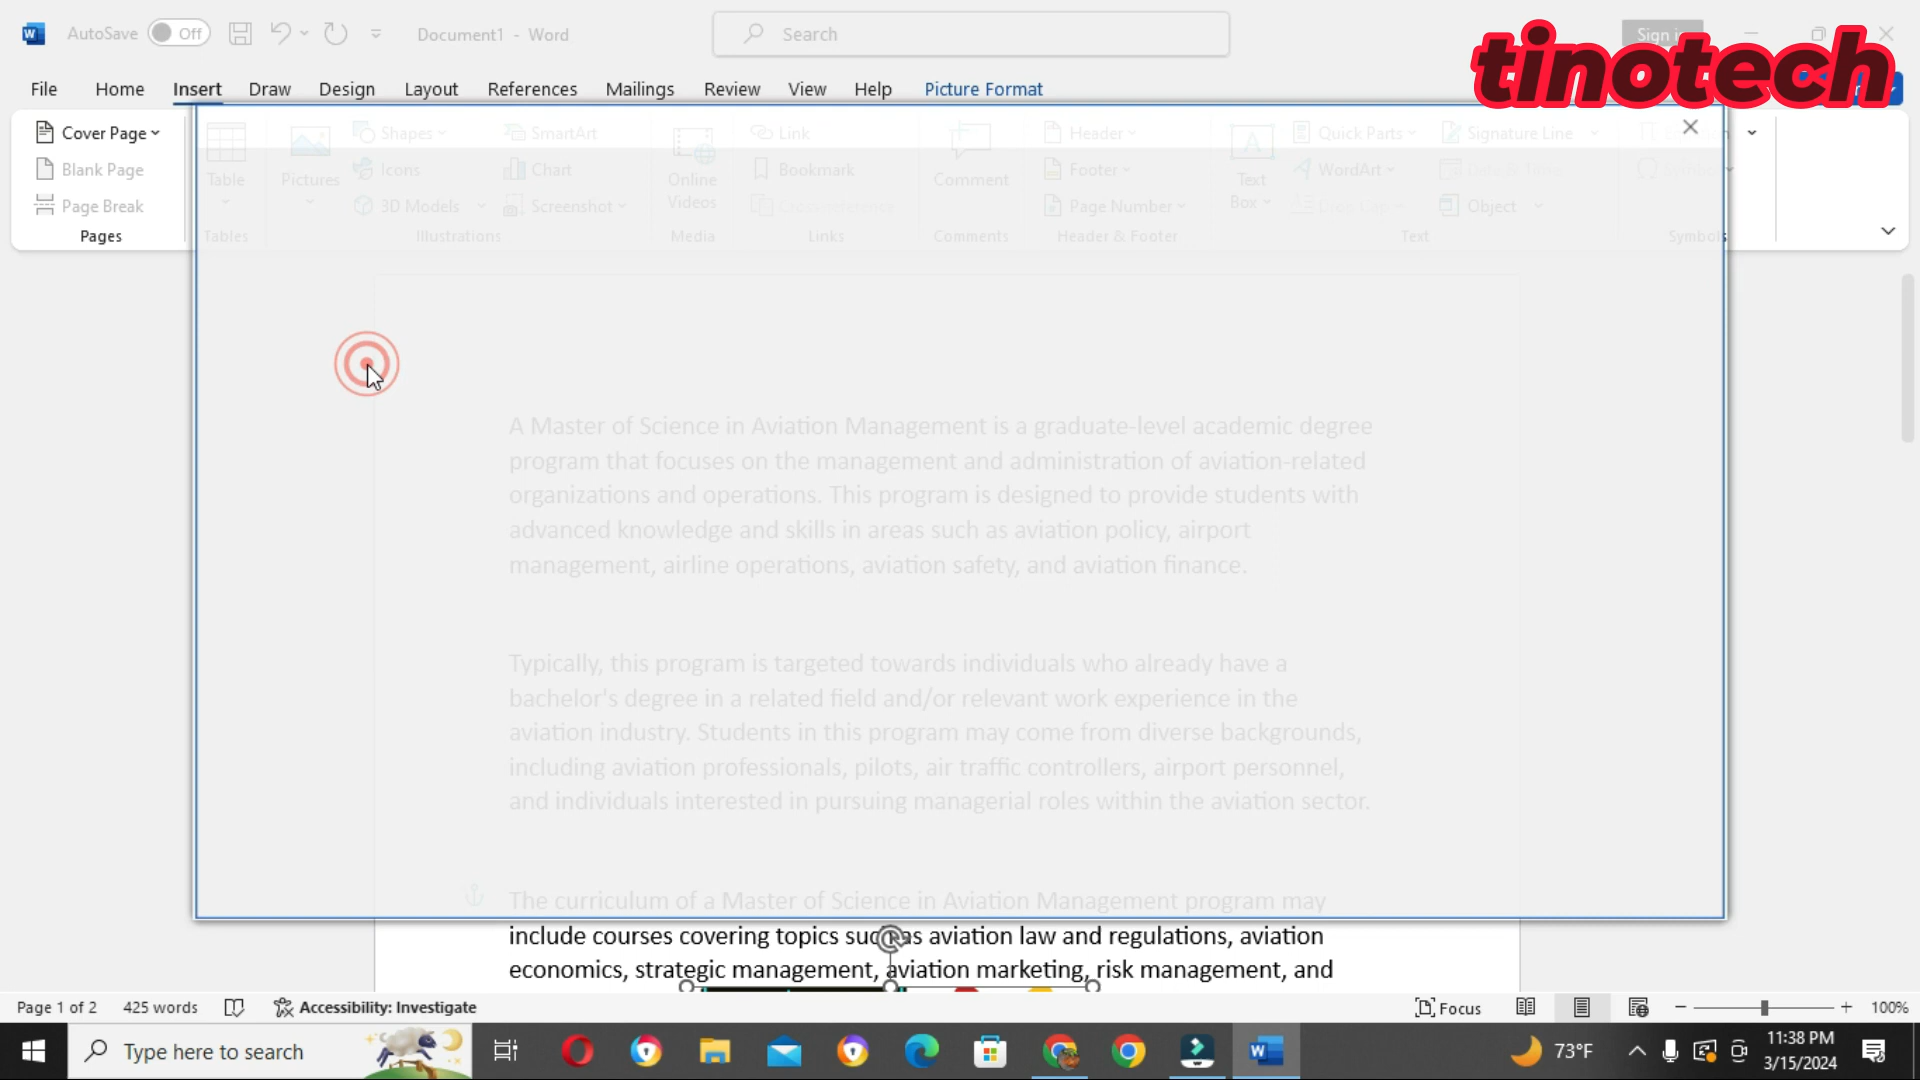 AutoSave Off Document1 - Word Search Sign i
tinotech
File Home Insert Draw Design Layout References Mailings Review View Help Picture Format
Cover Page Shapes SmartArt Link Header Quick Parts Signature Line
Blank Page Table Pictures Icons Chart Online Videos Bookmark Comment Footer Text Box WordArt Date & Time
Page Break 3D Models Screenshot Cross-reference Page Number Drop Cap Object
Pages Tables Illustrations Media Links Comments Header & Footer Text Symbols
A Master of Science in Aviation Management is a graduate-level academic degree
program that focuses on the management and administration of aviation-related
organizations and operations. This program is designed to provide students with
advanced knowledge and skills in areas such as aviation policy, airport
management, airline operations, aviation safety, and aviation finance.
Typically, this program is targeted towards individuals who already have a
bachelor's degree in a related field and/or relevant work experience in the
aviation industry. Students in this program may come from diverse backgrounds,
including aviation professionals, pilots, air traffic controllers, airport personnel,
and individuals interested in pursuing managerial roles within the aviation sector.
The curriculum of a Master of Science in Aviation Management program may
include courses covering topics such as aviation law and regulations, aviation
economics, strategic management, aviation marketing, risk management, and
Page 1 of 2 425 words Accessibility: Investigate Focus 100%
Type here to search 73°F 11:38 PM
3/15/2024